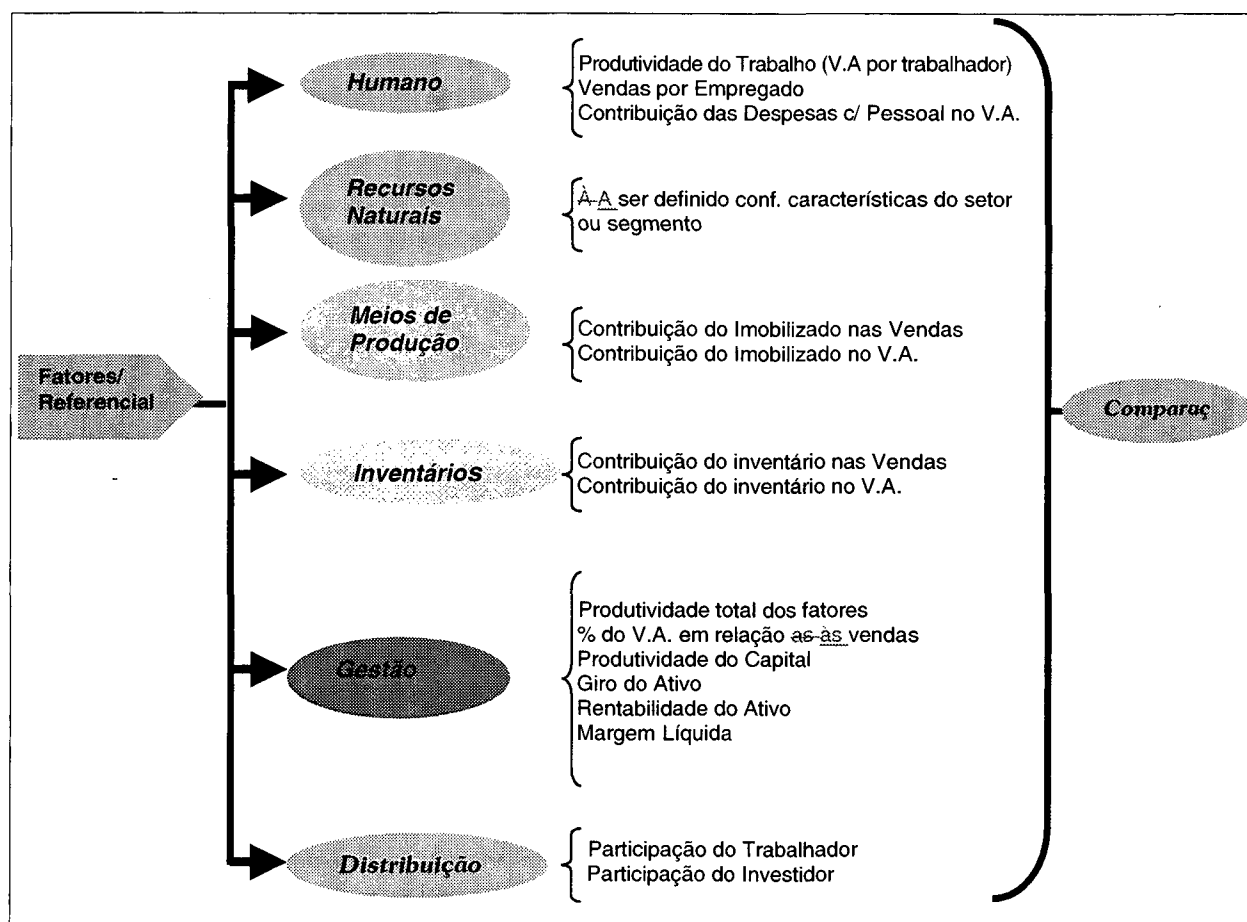 Fatores/
Referencial
Humano
Produtividade do Trabalho (V.A por trabalhador)
Vendas por Empregado
Contribuição das Despesas c/ Pessoal no V.A.
Recursos
Naturais
À A ser definido conf. características do setor
ou segmento
Meios de
Produção
Contribuição do Imobilizado nas Vendas
Contribuição do Imobilizado no V.A.
Inventários
Contribuição do inventário nas Vendas
Contribuição do inventário no V.A.
Gestão
Produtividade total dos fatores
% do V.A. em relação as às vendas
Produtividade do Capital
Giro do Ativo
Rentabilidade do Ativo
Margem Líquida
Distribuição
Participação do Trabalhador
Participação do Investidor
Comparaç